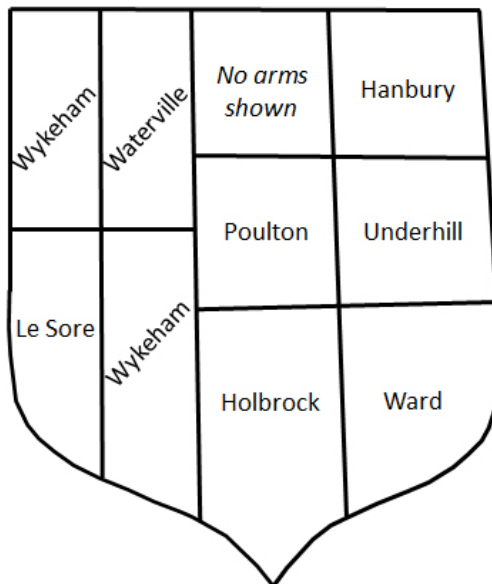 Wykeham
Waterville
No arms
shown
Hanbury
Poulton
Underhill
Le Sore
Wykeham
Holbrock
Ward